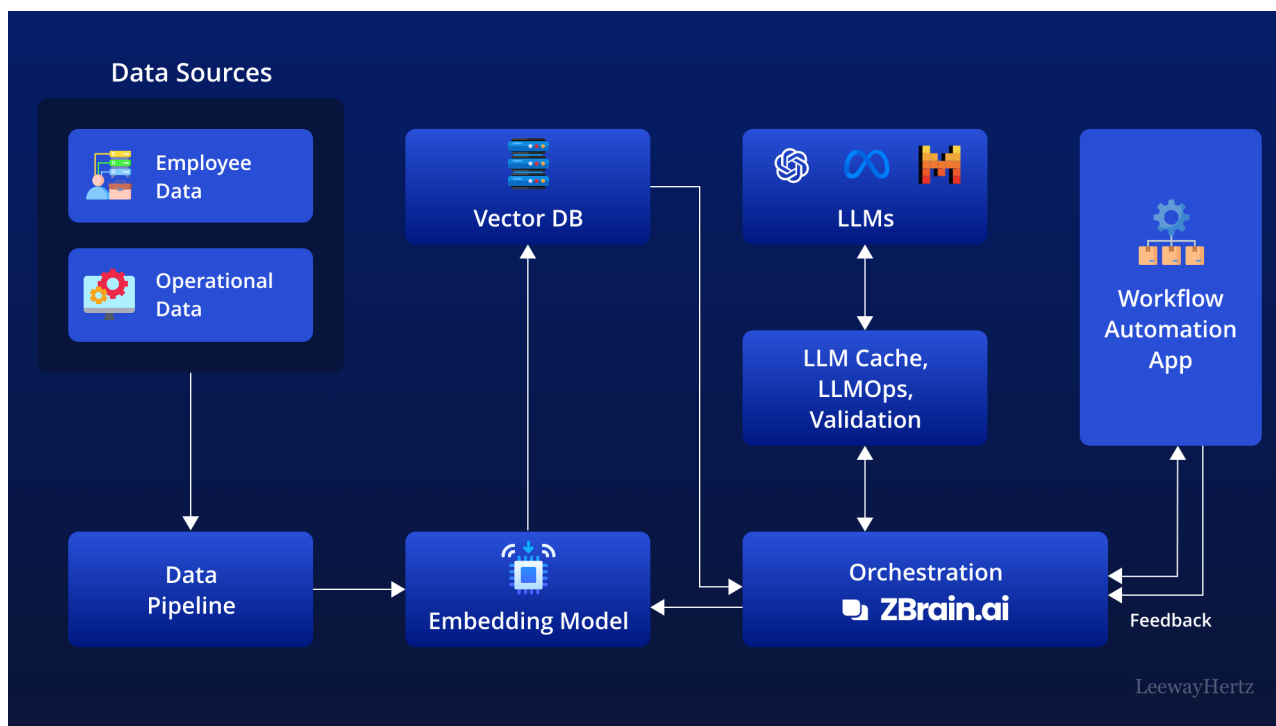 Data Sources
Employee
Data
Operational
Data
Vector DB
LLMs
Workflow
Automation
App
LLM Cache,
LLMOps,
Validation
Data
Pipeline
Embedding Model
Orchestration
ZBrain.ai
Feedback
LeewayHertz